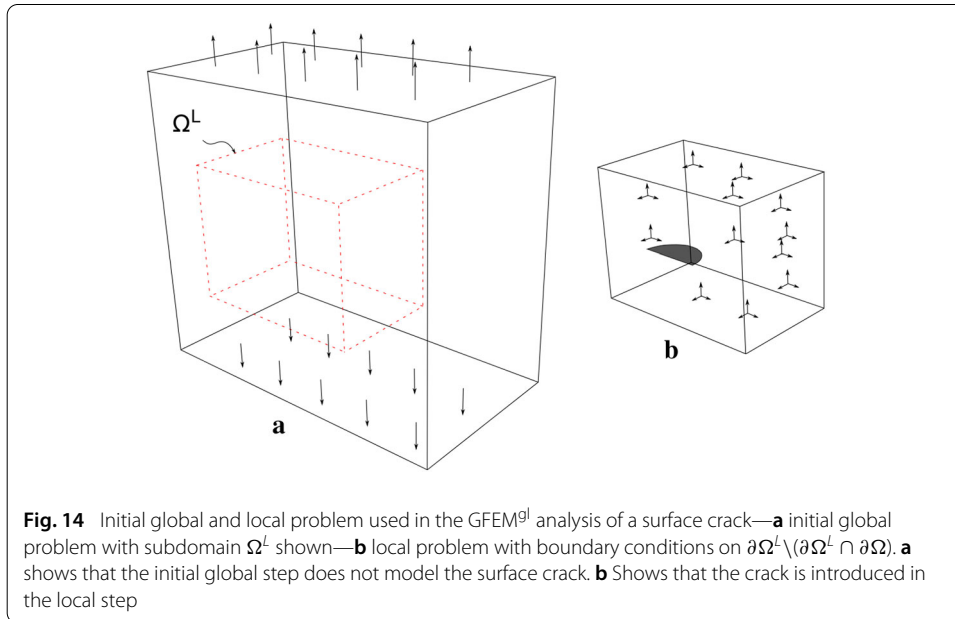 Ω^L
a
b
Fig. 14 Initial global and local problem used in the GFEM^gl analysis of a surface crack—a initial global
problem with subdomain Ω^L shown—b local problem with boundary conditions on ∂Ω^L\(∂Ω^L ∩ ∂Ω). a
shows that the initial global step does not model the surface crack. b Shows that the crack is introduced in
the local step